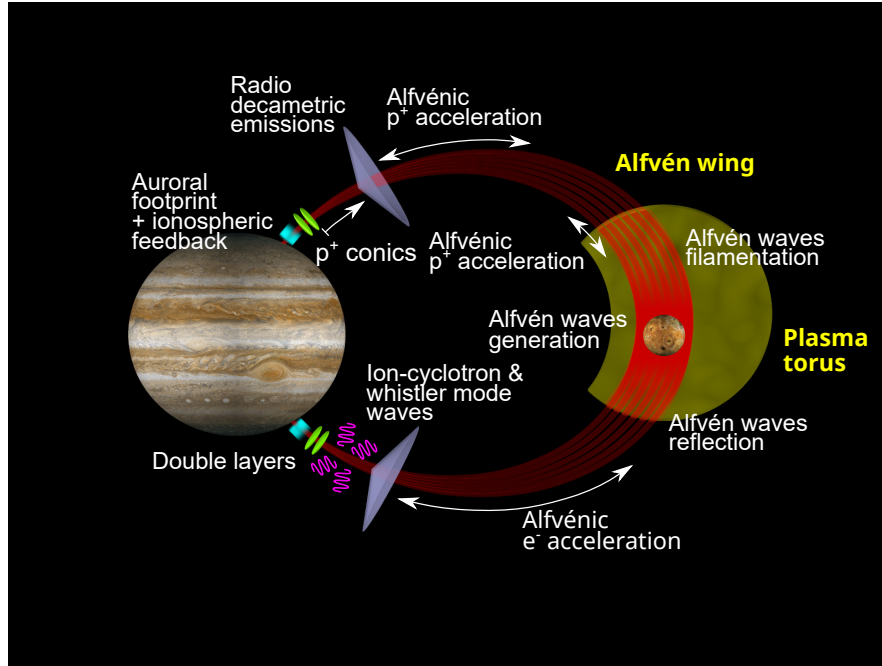 Radio
decametric
emissions
Alfvénic
p⁺ acceleration
Alfvén wing
Auroral
footprint
+ ionospheric
feedback
p⁺ conics
Alfvénic
p⁺ acceleration
Alfvén waves
filamentation
Alfvén waves
generation
Plasma
torus
Ion-cyclotron &
whistler mode
waves
Alfvén waves
reflection
Double layers
Alfvénic
e⁻ acceleration